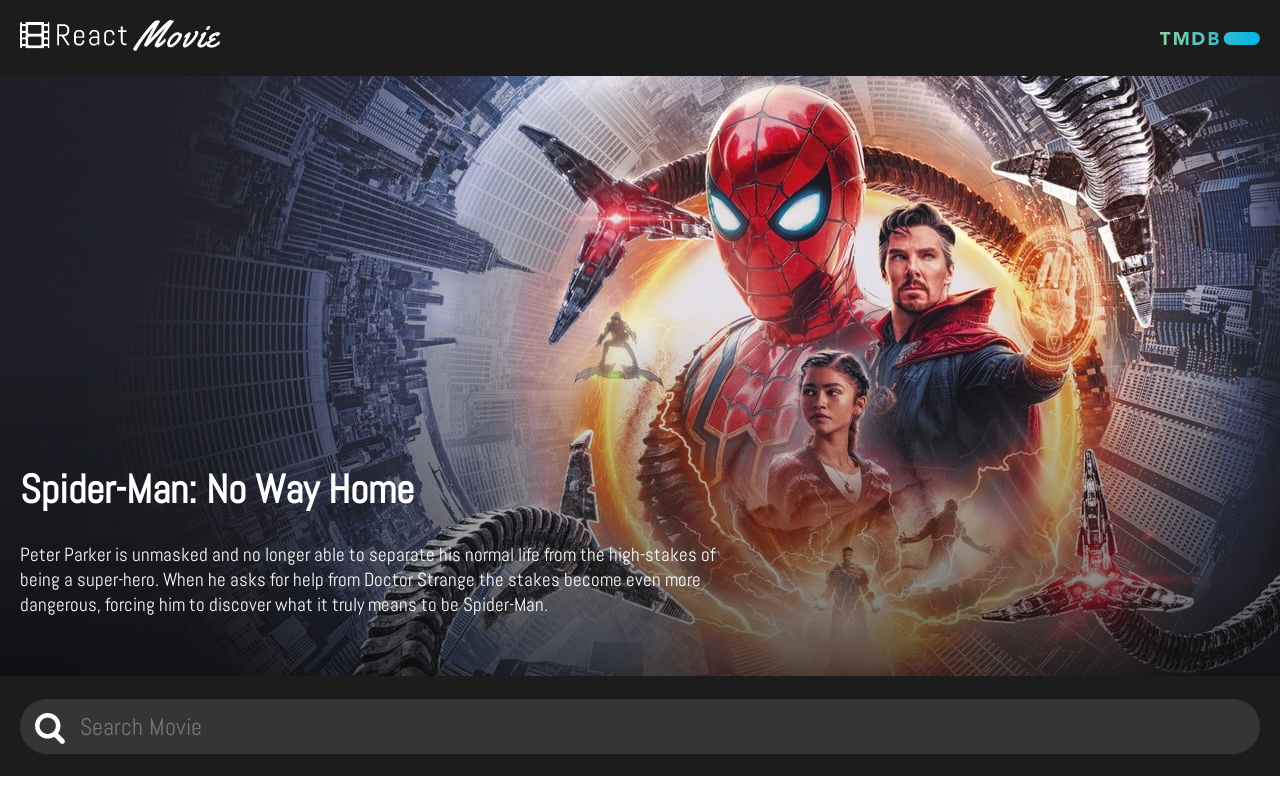 React Movie
TMDB
Spider-Man: No Way Home
Peter Parker is unmasked and no longer able to separate his normal life from the high-stakes of
being a super-hero. When he asks for help from Doctor Strange the stakes become even more
dangerous, forcing him to discover what it truly means to be Spider-Man.
Search Movie